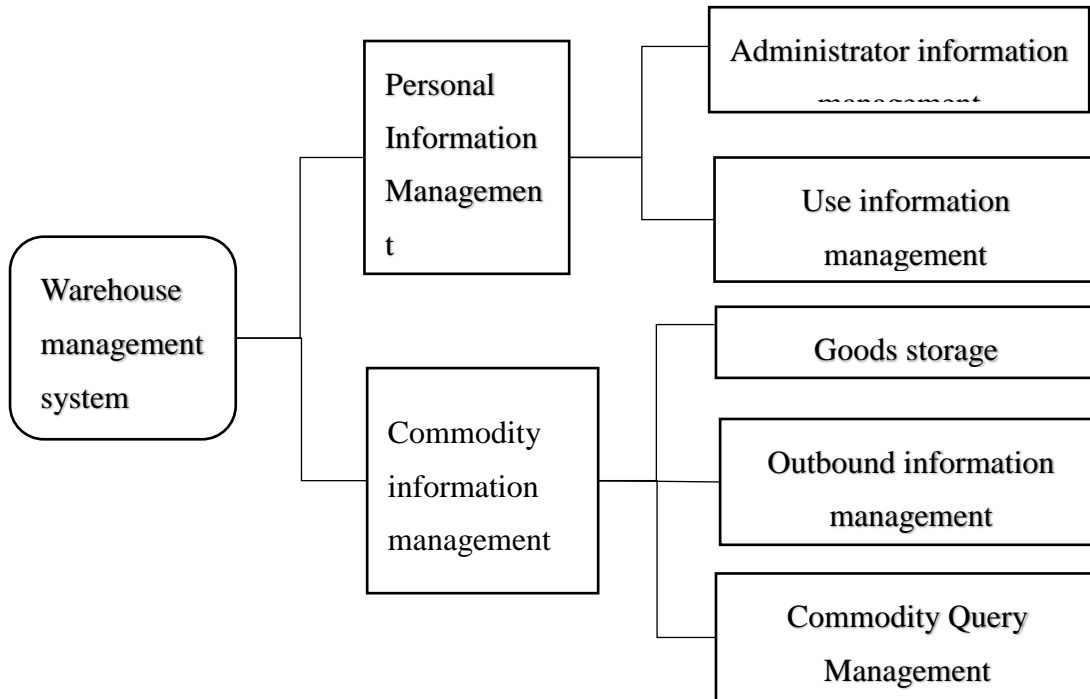 Warehouse
management
system
Personal
Information
Managemen
t
Commodity
information
management
Administrator information
management
Use information
management
Goods storage
Outbound information
management
Commodity Query
Management